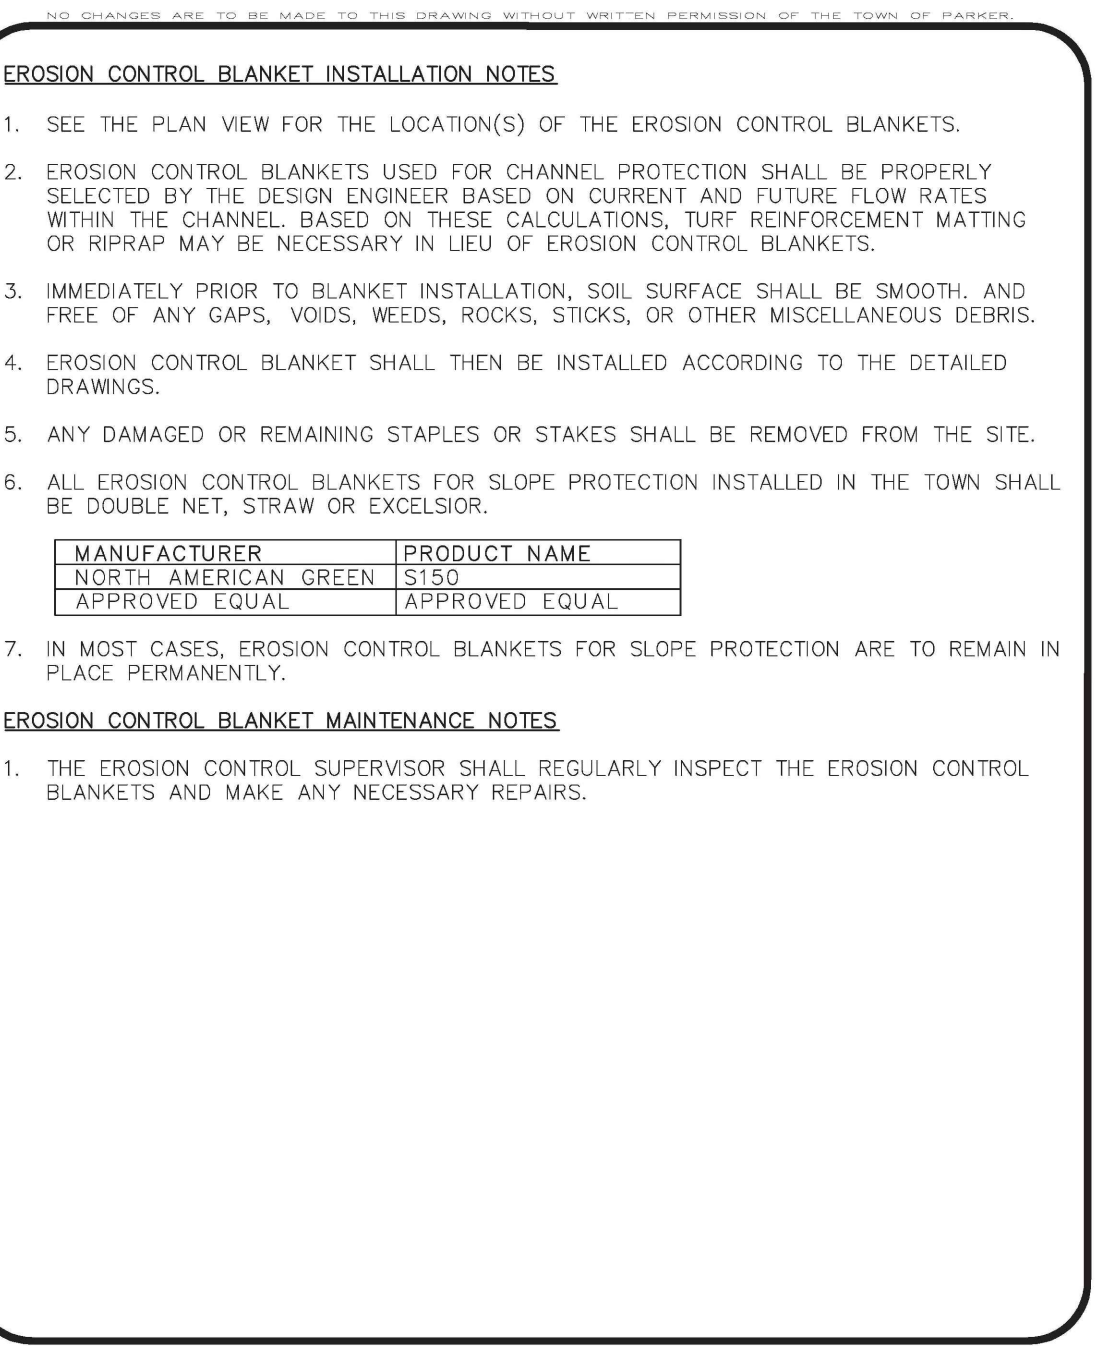 NO CHANGES ARE TO BE MADE TO THIS DRAWING WITHOUT WRITTEN PERMISSION OF THE TOWN OF PARKER.
EROSION CONTROL BLANKET INSTALLATION NOTES
1. SEE THE PLAN VIEW FOR THE LOCATION(S) OF THE EROSION CONTROL BLANKETS.
2. EROSION CONTROL BLANKETS USED FOR CHANNEL PROTECTION SHALL BE PROPERLY
SELECTED BY THE DESIGN ENGINEER BASED ON CURRENT AND FUTURE FLOW RATES
WITHIN THE CHANNEL. BASED ON THESE CALCULATIONS, TURF REINFORCEMENT MATTING
OR RIPRAP MAY BE NECESSARY IN LIEU OF EROSION CONTROL BLANKETS.
3. IMMEDIATELY PRIOR TO BLANKET INSTALLATION, SOIL SURFACE SHALL BE SMOOTH. AND
FREE OF ANY GAPS, VOIDS, WEEDS, ROCKS, STICKS, OR OTHER MISCELLANEOUS DEBRIS.
4. EROSION CONTROL BLANKET SHALL THEN BE INSTALLED ACCORDING TO THE DETAILED
DRAWINGS.
5. ANY DAMAGED OR REMAINING STAPLES OR STAKES SHALL BE REMOVED FROM THE SITE.
6. ALL EROSION CONTROL BLANKETS FOR SLOPE PROTECTION INSTALLED IN THE TOWN SHALL
BE DOUBLE NET, STRAW OR EXCELSIOR.
MANUFACTURER PRODUCT NAME
NORTH AMERICAN GREEN S150
APPROVED EQUAL APPROVED EQUAL
7. IN MOST CASES, EROSION CONTROL BLANKETS FOR SLOPE PROTECTION ARE TO REMAIN IN
PLACE PERMANENTLY.
EROSION CONTROL BLANKET MAINTENANCE NOTES
1. THE EROSION CONTROL SUPERVISOR SHALL REGULARLY INSPECT THE EROSION CONTROL
BLANKETS AND MAKE ANY NECESSARY REPAIRS.